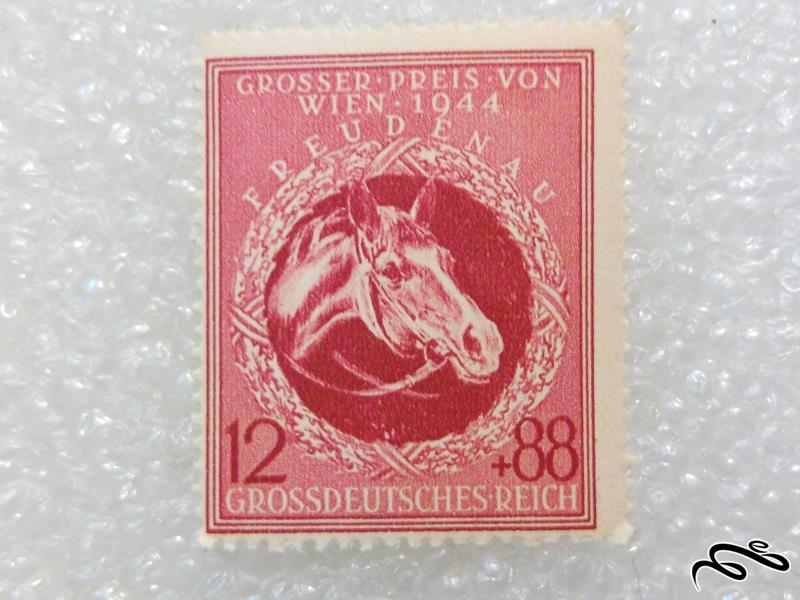 GROSSER · PREIS · VON
WIEN · 1944
FREUDENAU
12 +88
GROSSDEUTSCHES·REICH